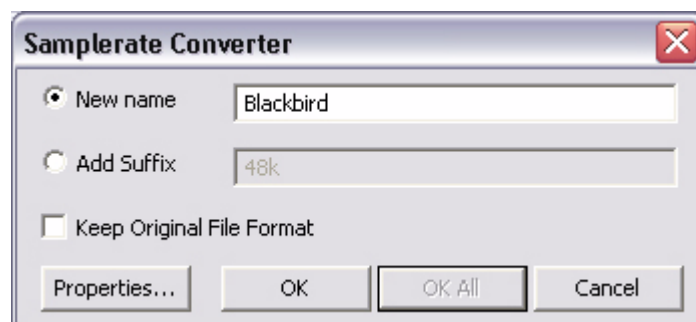 Samplerate Converter
New name Blackbird
Add Suffix 48k
Keep Original File Format
Properties... OK OK All Cancel